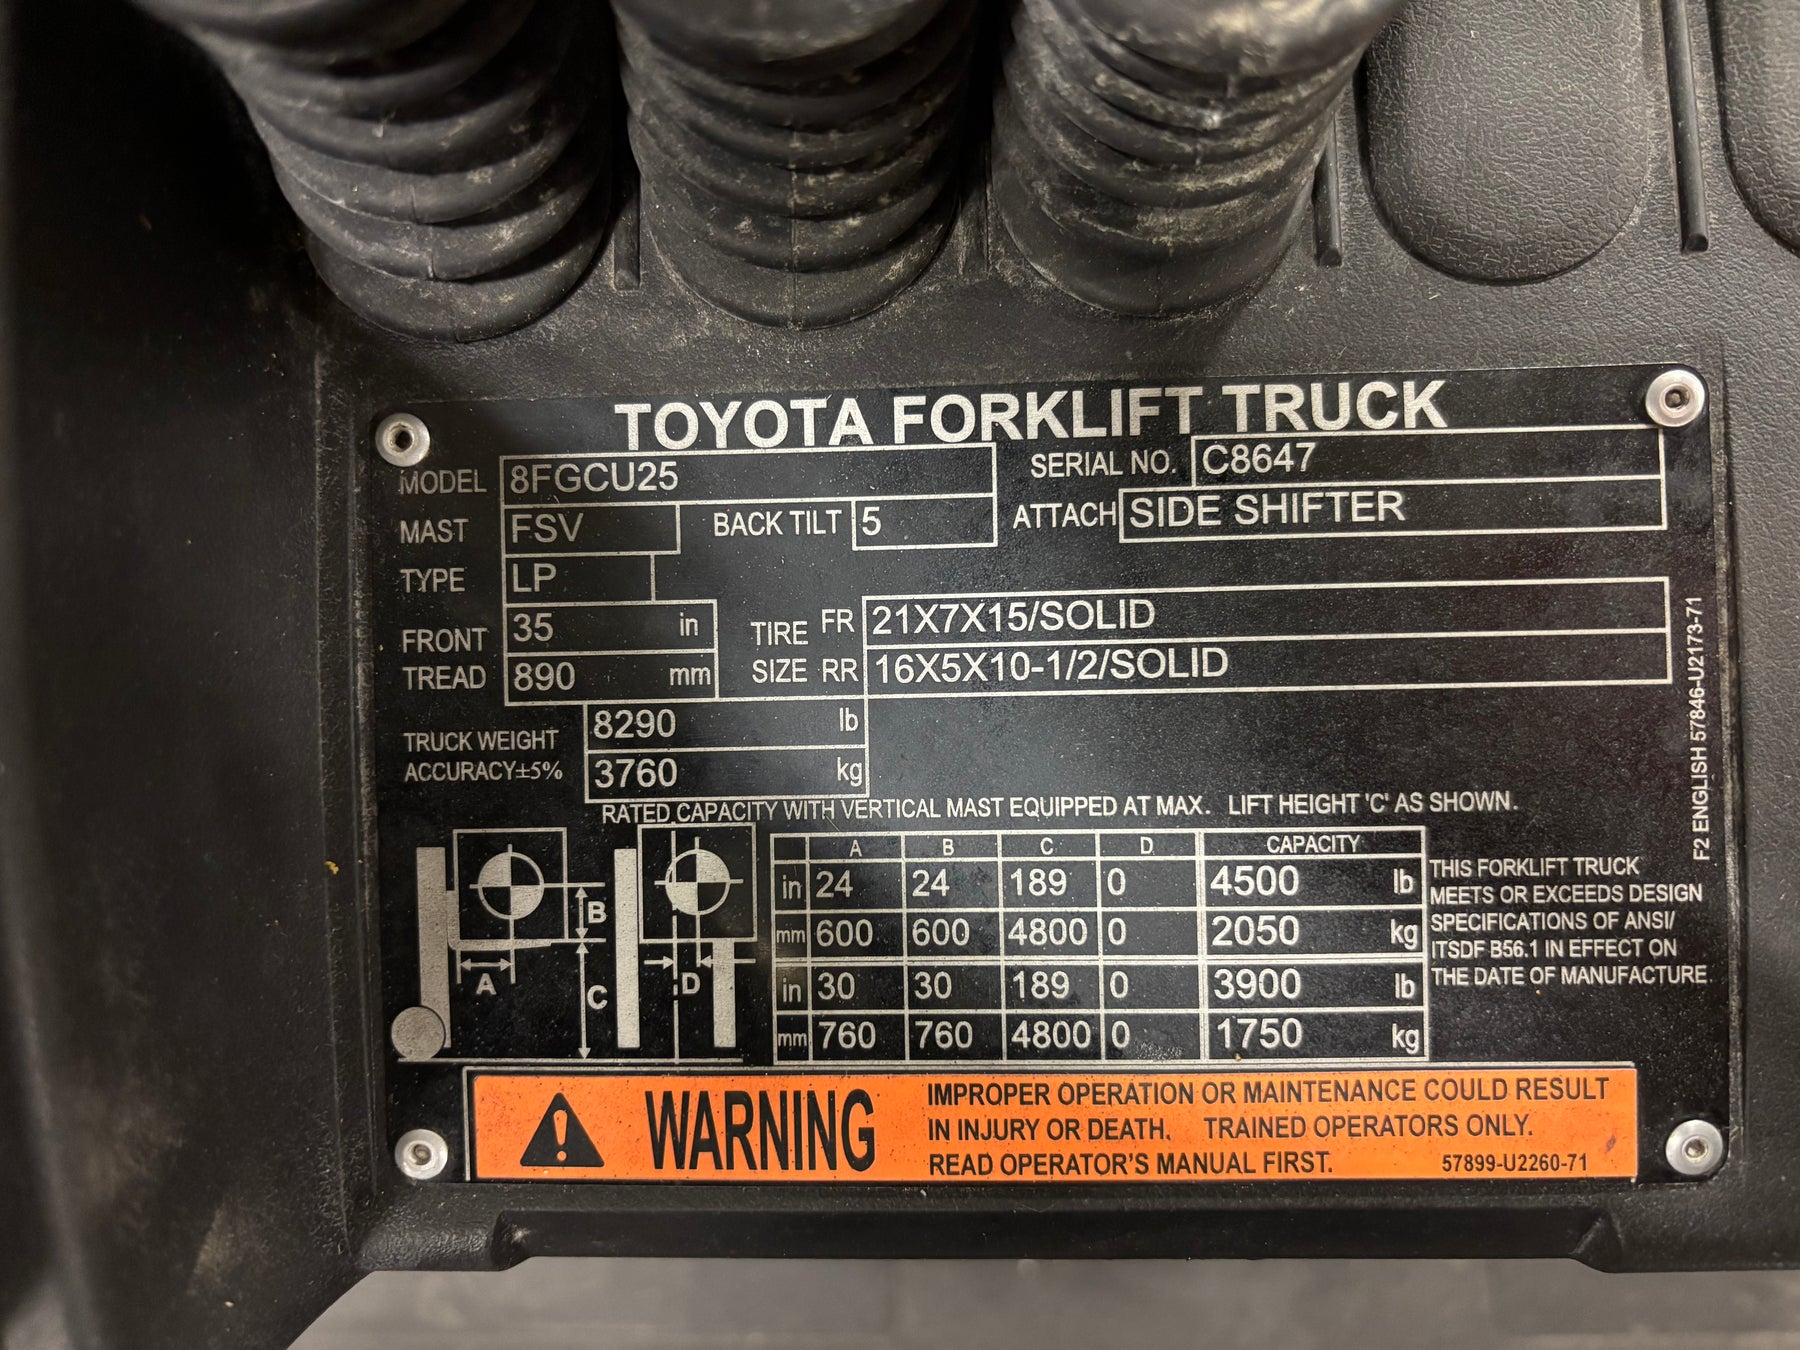 TOYOTA FORKLIFT TRUCK
MODEL 8FGCU25 SERIAL NO. C8647
MAST FSV BACK TILT 5 ATTACH SIDE SHIFTER
TYPE LP
FRONT TREAD 35 in TIRE SIZE FR 21X7X15/SOLID
890 mm RR 16X5X10-1/2/SOLID
TRUCK WEIGHT 8290 lb
ACCURACY±5% 3760 kg
RATED CAPACITY WITH VERTICAL MAST EQUIPPED AT MAX. LIFT HEIGHT 'C' AS SHOWN.
A B C D CAPACITY
in 24 24 189 0 4500 lb
mm 600 600 4800 0 2050 kg
in 30 30 189 0 3900 lb
mm 760 760 4800 0 1750 kg
B
A
C
D
THIS FORKLIFT TRUCK
MEETS OR EXCEEDS DESIGN
SPECIFICATIONS OF ANSI/
ITSDF B56.1 IN EFFECT ON
THE DATE OF MANUFACTURE
F2 ENGLISH 57846-U2173-71
WARNING
IMPROPER OPERATION OR MAINTENANCE COULD RESULT
IN INJURY OR DEATH. TRAINED OPERATORS ONLY.
READ OPERATOR'S MANUAL FIRST. 57899-U2260-71